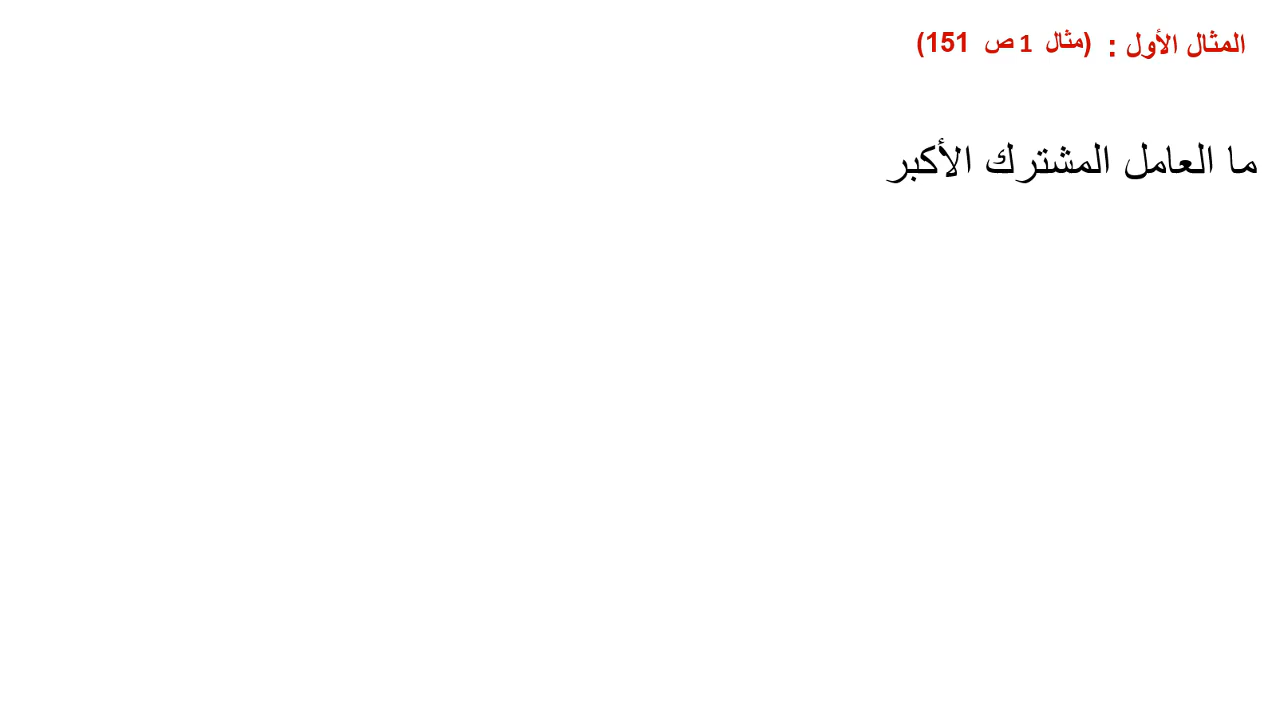 المثال الأول : (مثال 1 ص 151)
ما العامل المشترك الأكبر